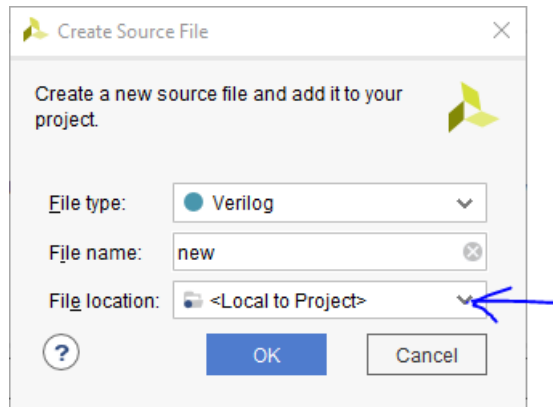 Create Source File
Create a new source file and add it to your
project.
File type: Verilog
File name: new
File location: <Local to Project>
? OK Cancel